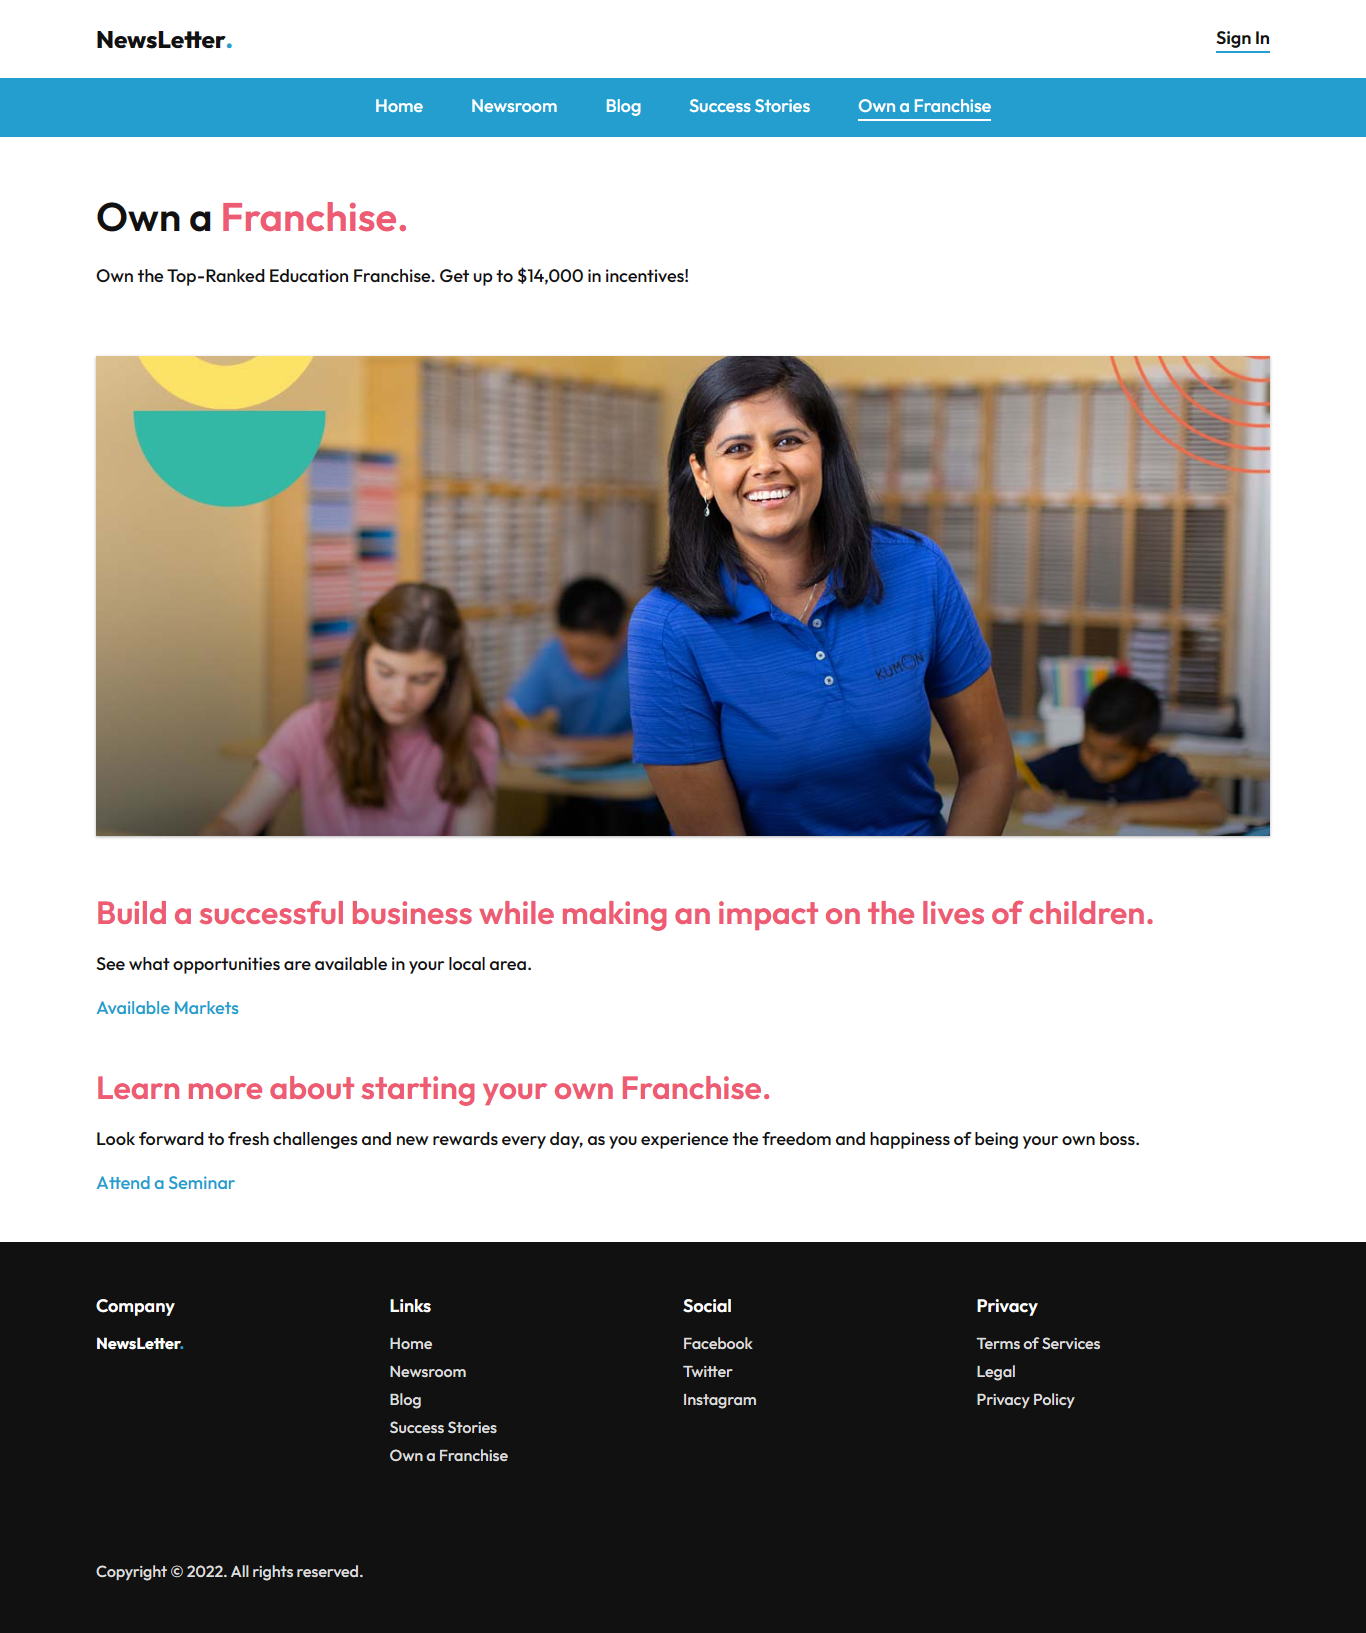 NewsLetter.
Sign In
Home Newsroom Blog Success Stories Own a Franchise
Own a Franchise.
Own the Top-Ranked Education Franchise. Get up to $14,000 in incentives!
KUMON
Build a successful business while making an impact on the lives of children.
See what opportunities are available in your local area.
Available Markets
Learn more about starting your own Franchise.
Look forward to fresh challenges and new rewards every day, as you experience the freedom and happiness of being your own boss.
Attend a Seminar
Company
NewsLetter.
Links
Home
Newsroom
Blog
Success Stories
Own a Franchise
Social
Facebook
Twitter
Instagram
Privacy
Terms of Services
Legal
Privacy Policy
Copyright © 2022. All rights reserved.